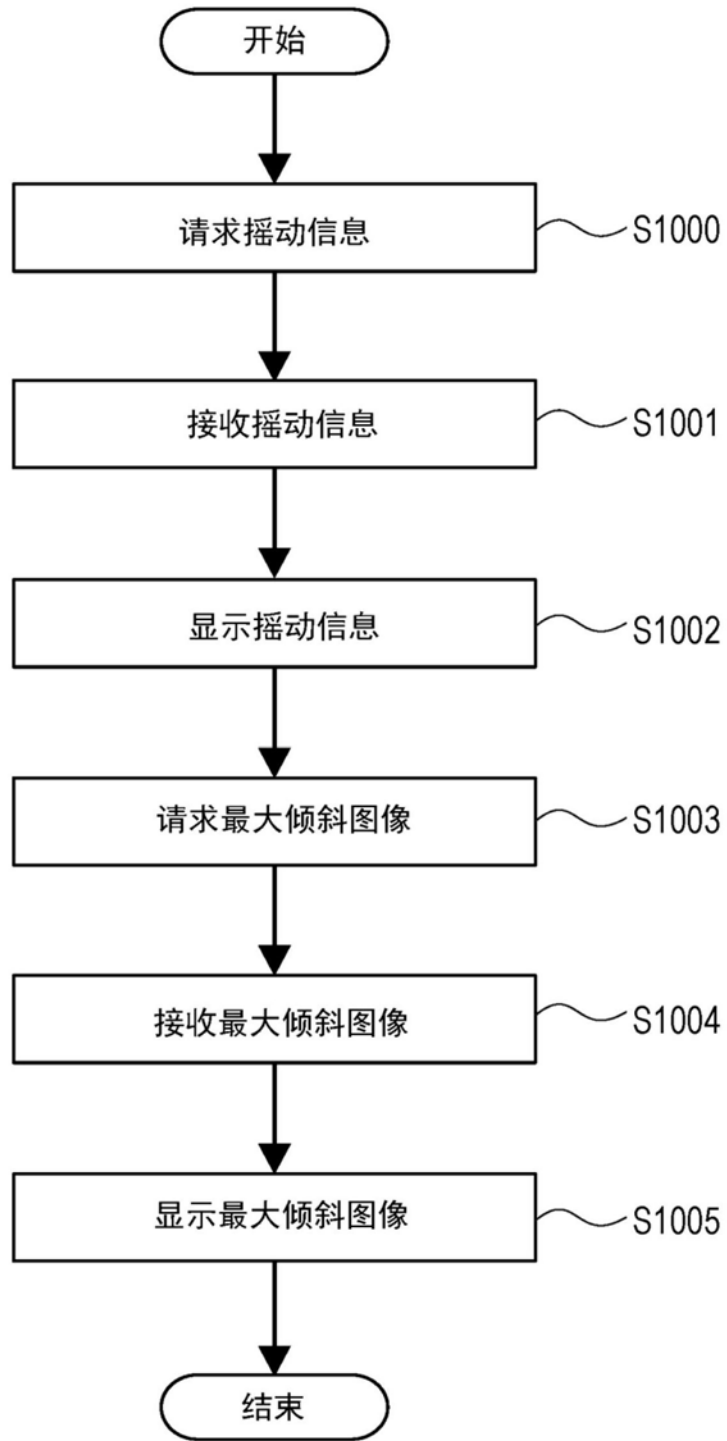 开始
请求摇动信息
S1000
接收摇动信息
S1001
显示摇动信息
S1002
请求最大倾斜图像
S1003
接收最大倾斜图像
S1004
显示最大倾斜图像
S1005
结束